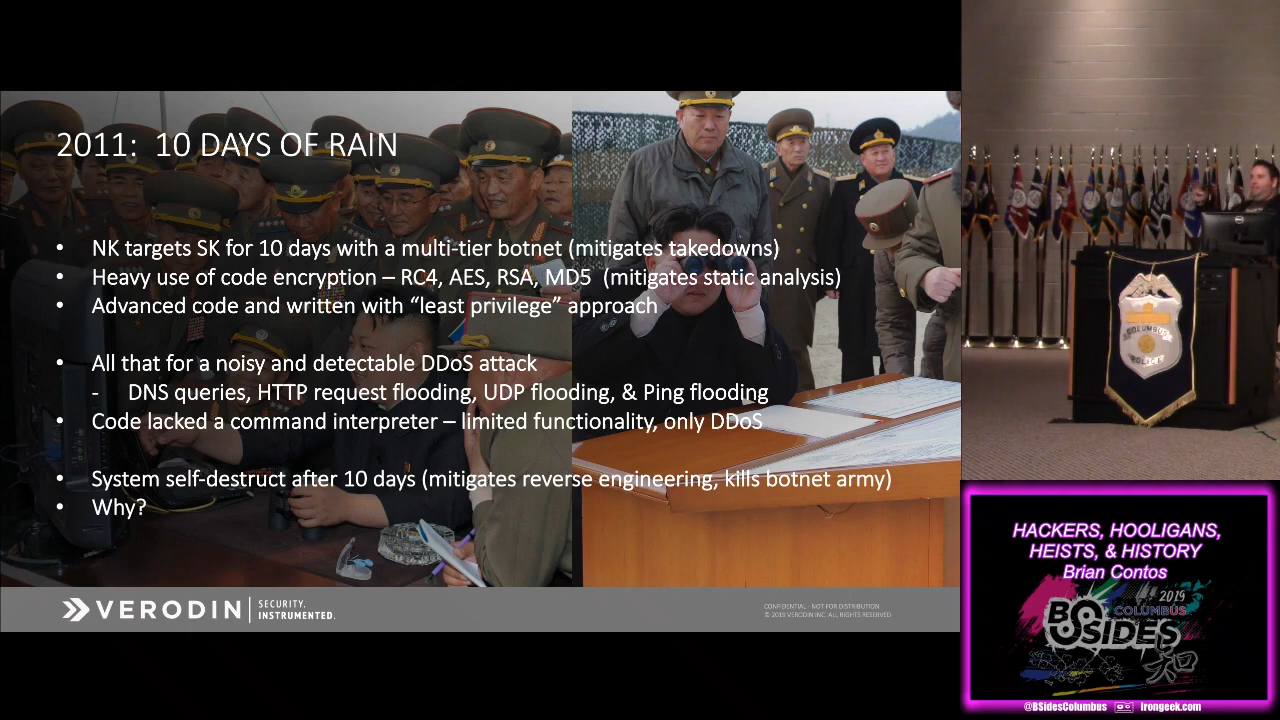 2011: 10 DAYS OF RAIN
• NK targets SK for 10 days with a multi-tier botnet (mitigates takedowns)
• Heavy use of code encryption – RC4, AES, RSA, MD5 (mitigates static analysis)
• Advanced code and written with “least privilege” approach
• All that for a noisy and detectable DDoS attack
- DNS queries, HTTP request flooding, UDP flooding, & Ping flooding
• Code lacked a command interpreter – limited functionality, only DDoS
• System self-destruct after 10 days (mitigates reverse engineering, kills botnet army)
• Why?
VERODIN
SECURITY.
INSTRUMENTED.
CONFIDENTIAL - NOT FOR DISTRIBUTION
© 2019 VERODIN INC. ALL RIGHTS RESERVED
DELL
COLUMBUS
POLICE
HACKERS, HOOLIGANS,
HEISTS, & HISTORY
Brian Contos
2019
COLUMBUS
BSIDES
知
@BSidesColumbus irongeek.com